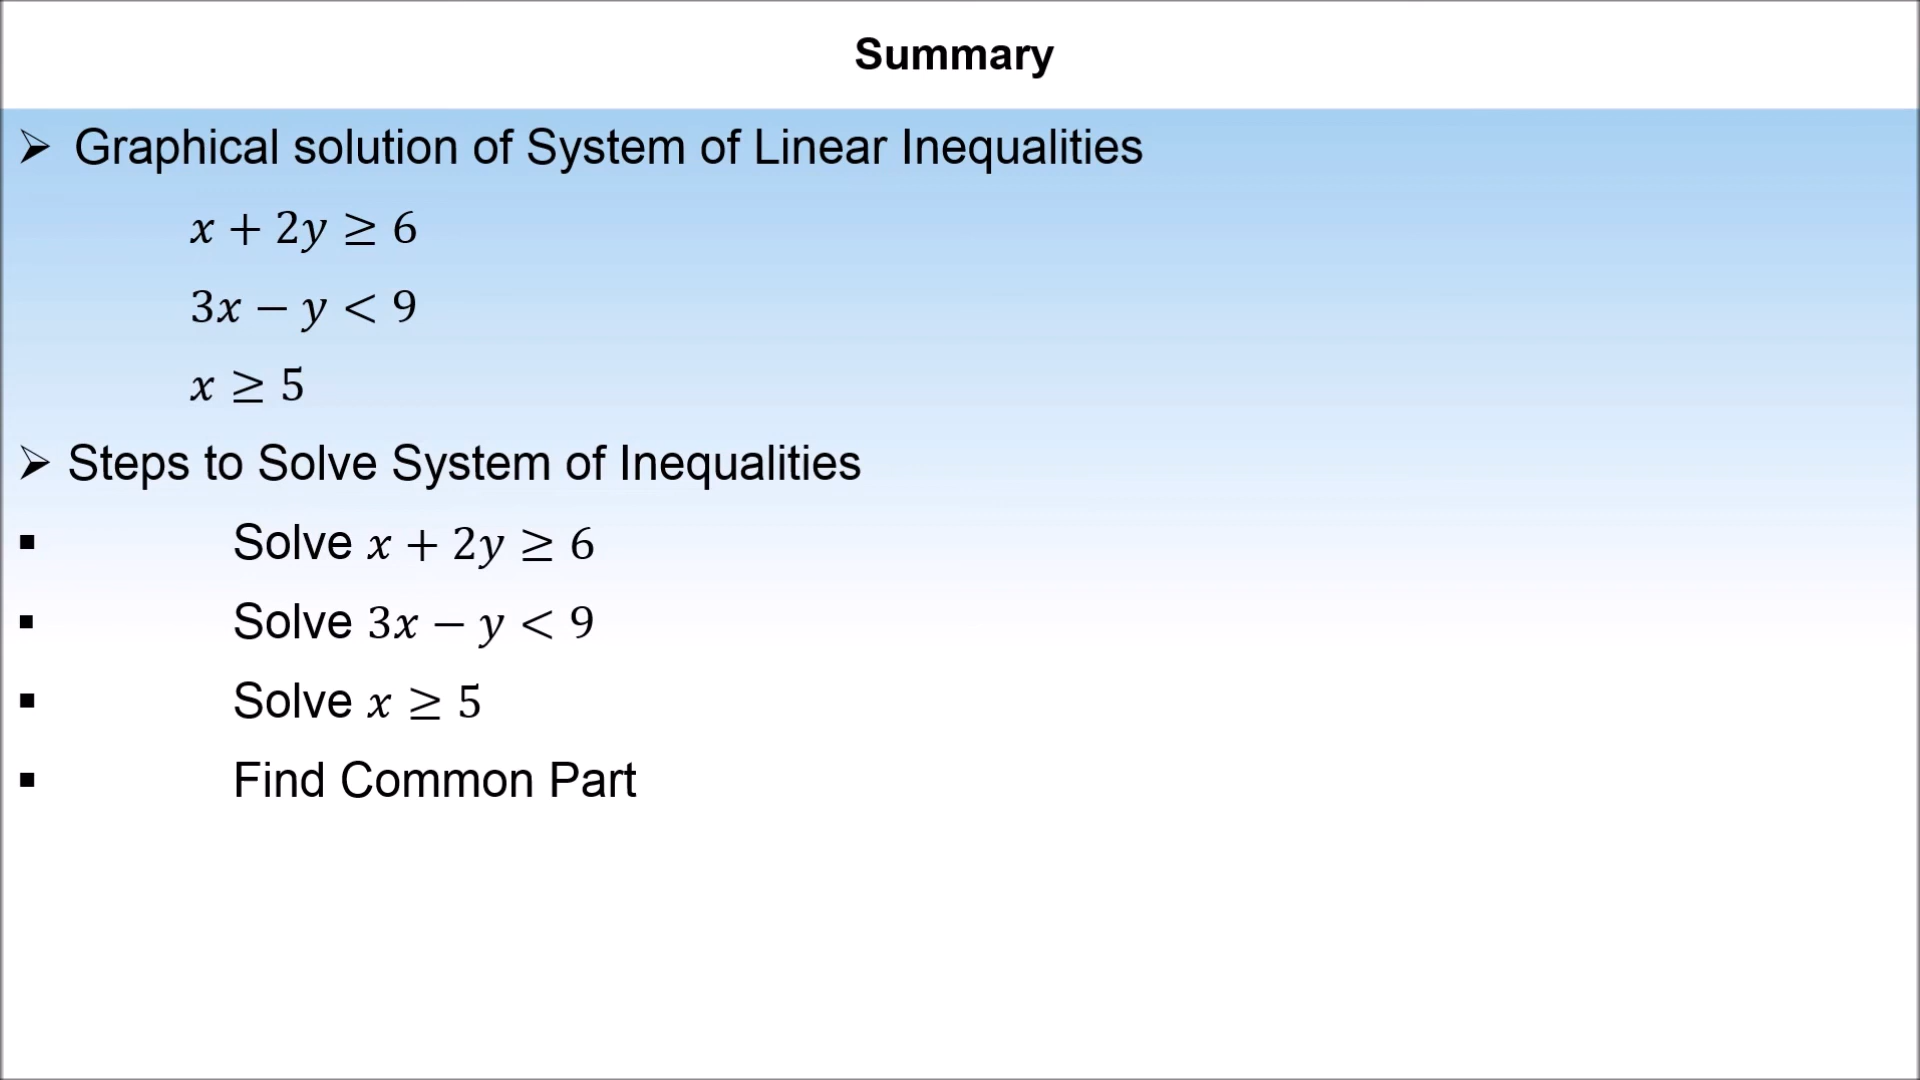 Summary
➢ Graphical solution of System of Linear Inequalities
x + 2y ≥ 6
3x − y < 9
x ≥ 5
➢ Steps to Solve System of Inequalities
▪ Solve x + 2y ≥ 6
▪ Solve 3x − y < 9
▪ Solve x ≥ 5
▪ Find Common Part